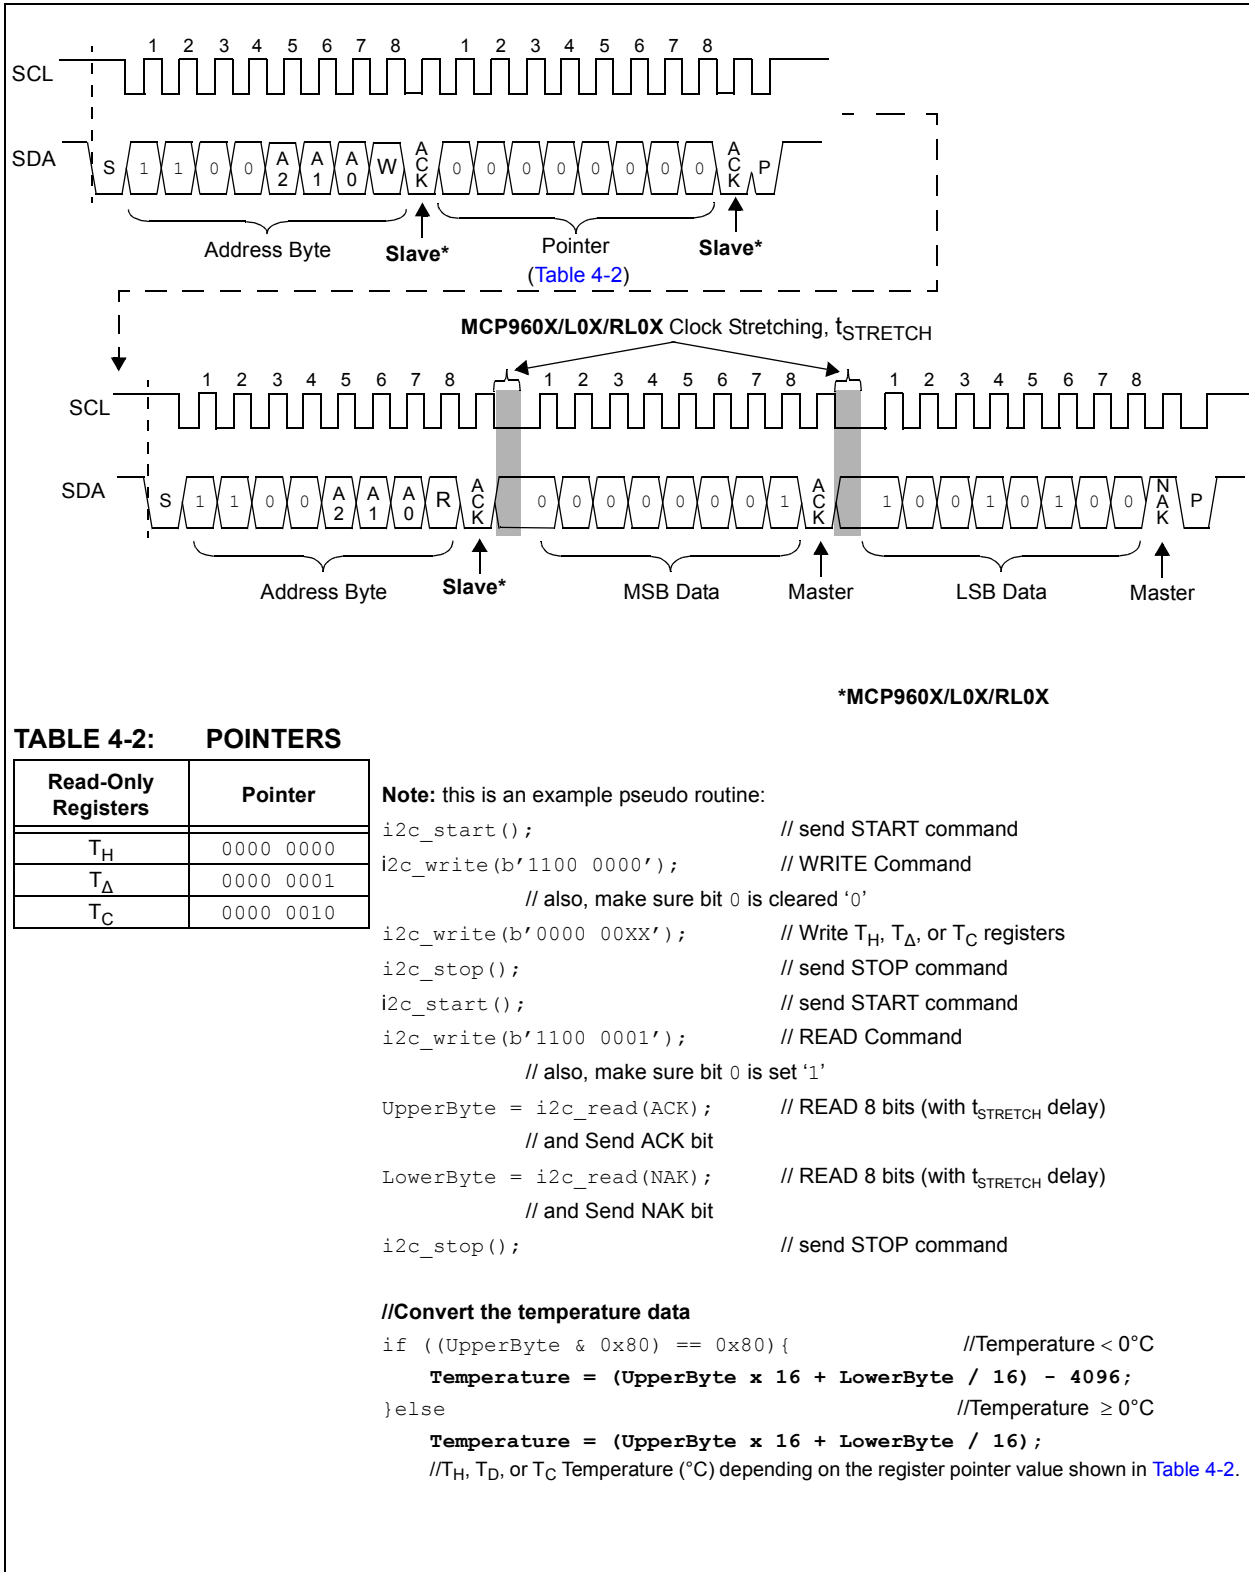 1 2 3 4 5 6 7 8 1 2 3 4 5 6 7 8
SCL
SDA S 1 1 0 0 A2 A1 A0 W ACK 0 0 0 0 0 0 0 0 ACK P
Address Byte Slave* Pointer Slave*
(Table 4-2)
MCP960X/L0X/RL0X Clock Stretching, tSTRETCH
1 2 3 4 5 6 7 8 1 2 3 4 5 6 7 8 1 2 3 4 5 6 7 8
SCL
SDA S 1 1 0 0 A2 A1 A0 R ACK 0 0 0 0 0 0 0 1 ACK 1 0 0 1 0 1 0 0 NAK P
Address Byte Slave* MSB Data Master LSB Data Master
*MCP960X/L0X/RL0X
TABLE 4-2: POINTERS
Read-Only Registers Pointer
TH 0000 0000
TΔ 0000 0001
TC 0000 0010
Note: this is an example pseudo routine:
i2c_start(); // send START command
i2c_write(b'1100 0000'); // WRITE Command
// also, make sure bit 0 is cleared ‘0’
i2c_write(b'0000 00XX'); // Write TH, TΔ, or TC registers
i2c_stop(); // send STOP command
i2c_start(); // send START command
i2c_write(b'1100 0001'); // READ Command
// also, make sure bit 0 is set ‘1’
UpperByte = i2c_read(ACK); // READ 8 bits (with tSTRETCH delay)
// and Send ACK bit
LowerByte = i2c_read(NAK); // READ 8 bits (with tSTRETCH delay)
// and Send NAK bit
i2c_stop(); // send STOP command
//Convert the temperature data
if ((UpperByte & 0x80) == 0x80){ //Temperature < 0°C
Temperature = (UpperByte x 16 + LowerByte / 16) - 4096;
}else //Temperature ≥ 0°C
Temperature = (UpperByte x 16 + LowerByte / 16);
//TH, TD, or TC Temperature (°C) depending on the register pointer value shown in Table 4-2.